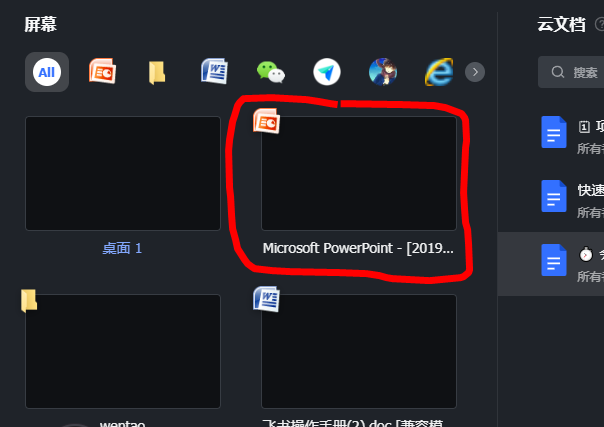 屏幕
云文档
All
搜索
桌面 1
Microsoft PowerPoint - [2019...
所有
快速
所有
所有
wentao
飞书操作手册(2).doc [兼容模